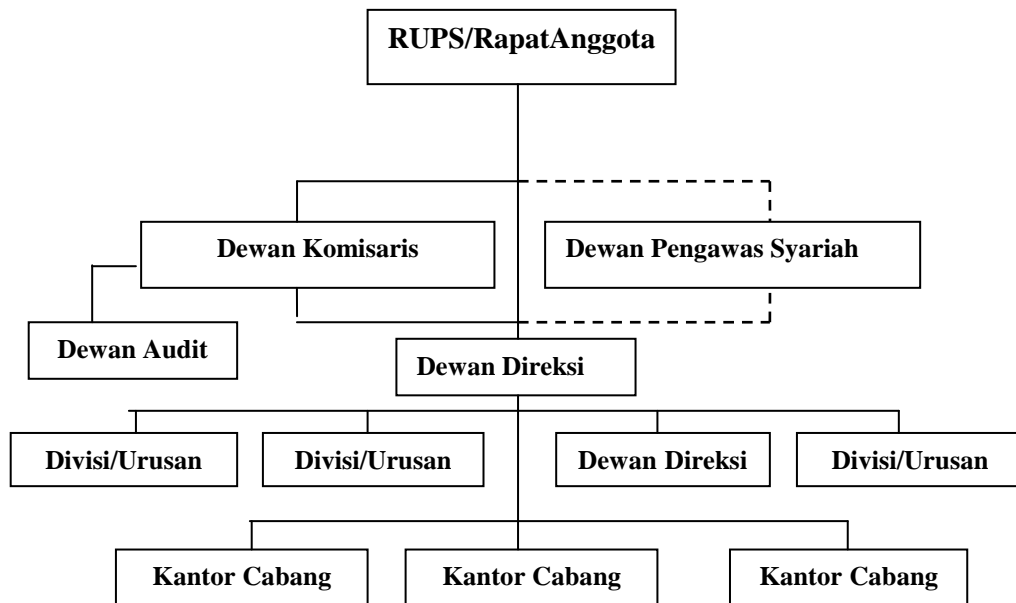 RUPS/RapatAnggota
Dewan Komisaris
Dewan Pengawas Syariah
Dewan Audit
Dewan Direksi
Divisi/Urusan
Divisi/Urusan
Dewan Direksi
Divisi/Urusan
Kantor Cabang
Kantor Cabang
Kantor Cabang